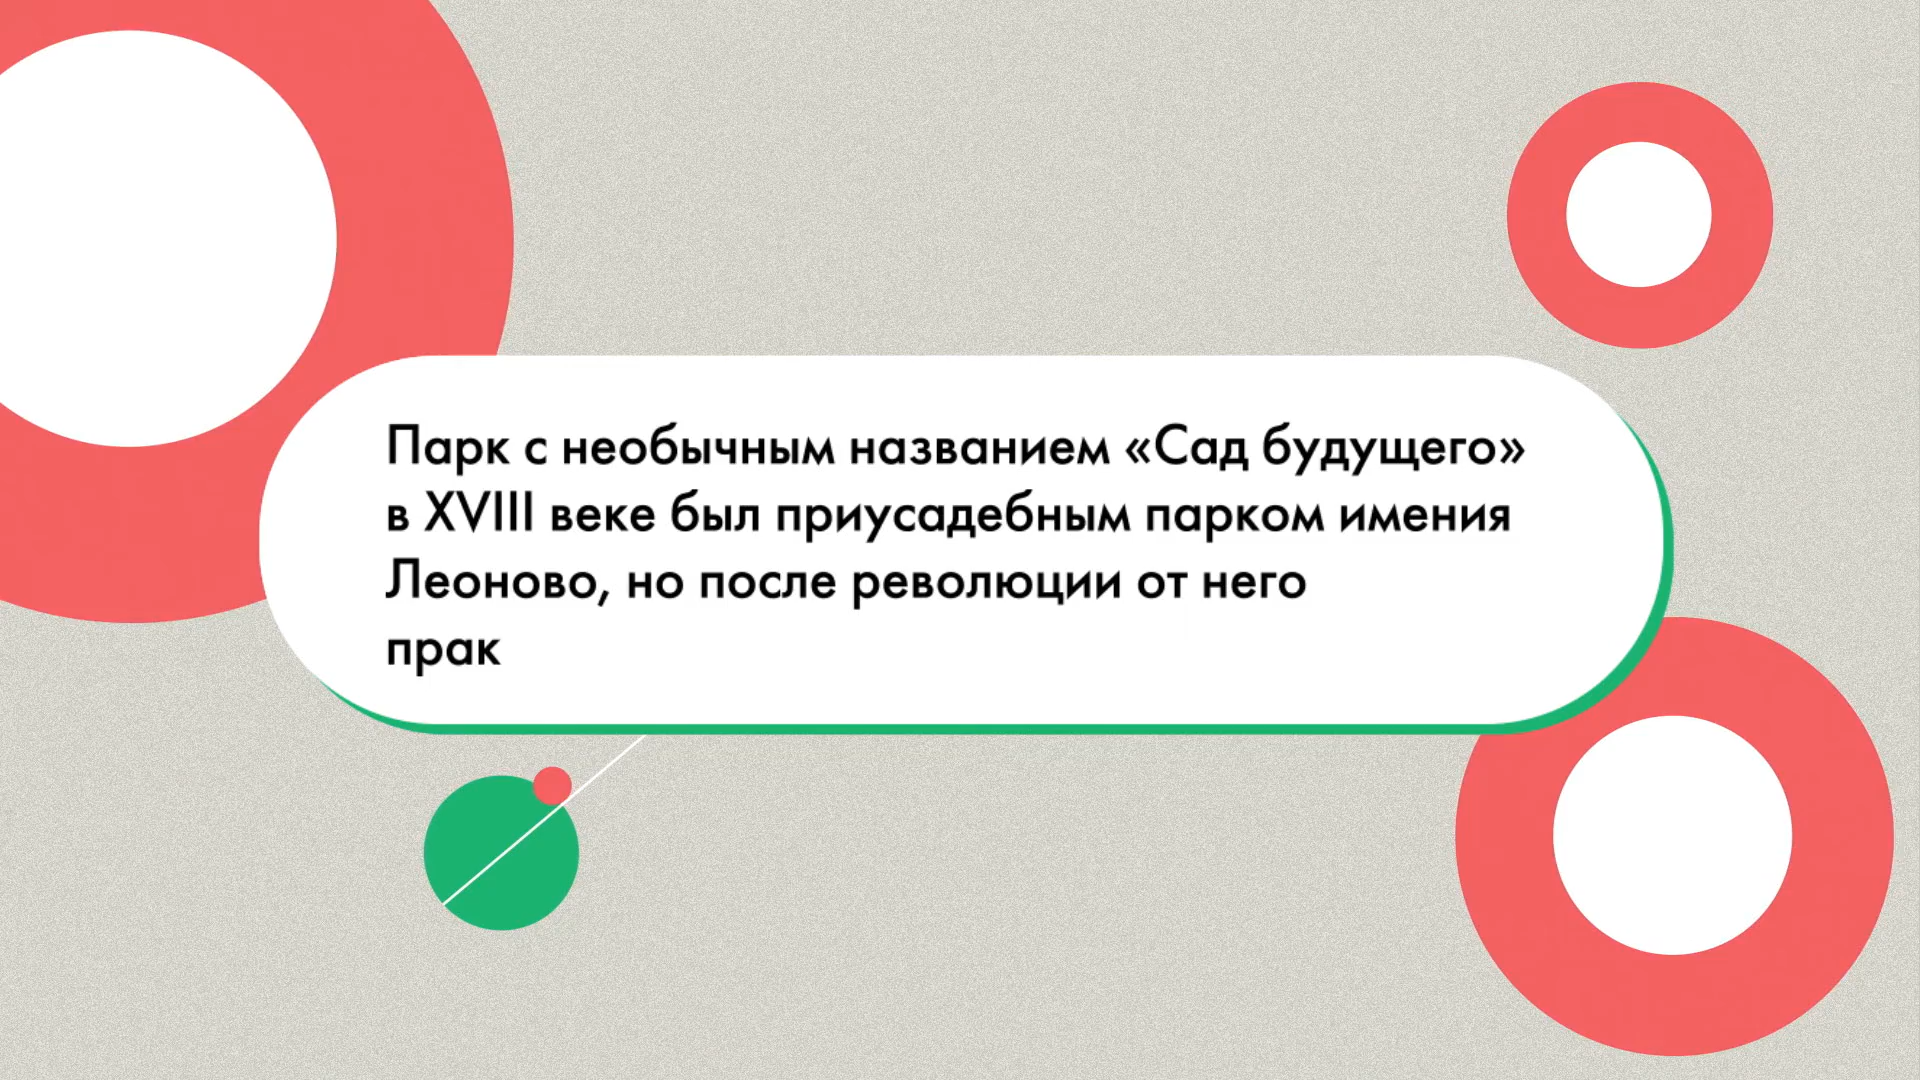 Парк с необычным названием «Сад будущего»
в XVIII веке был приусадебным парком имения
Леоново, но после революции от него
прак